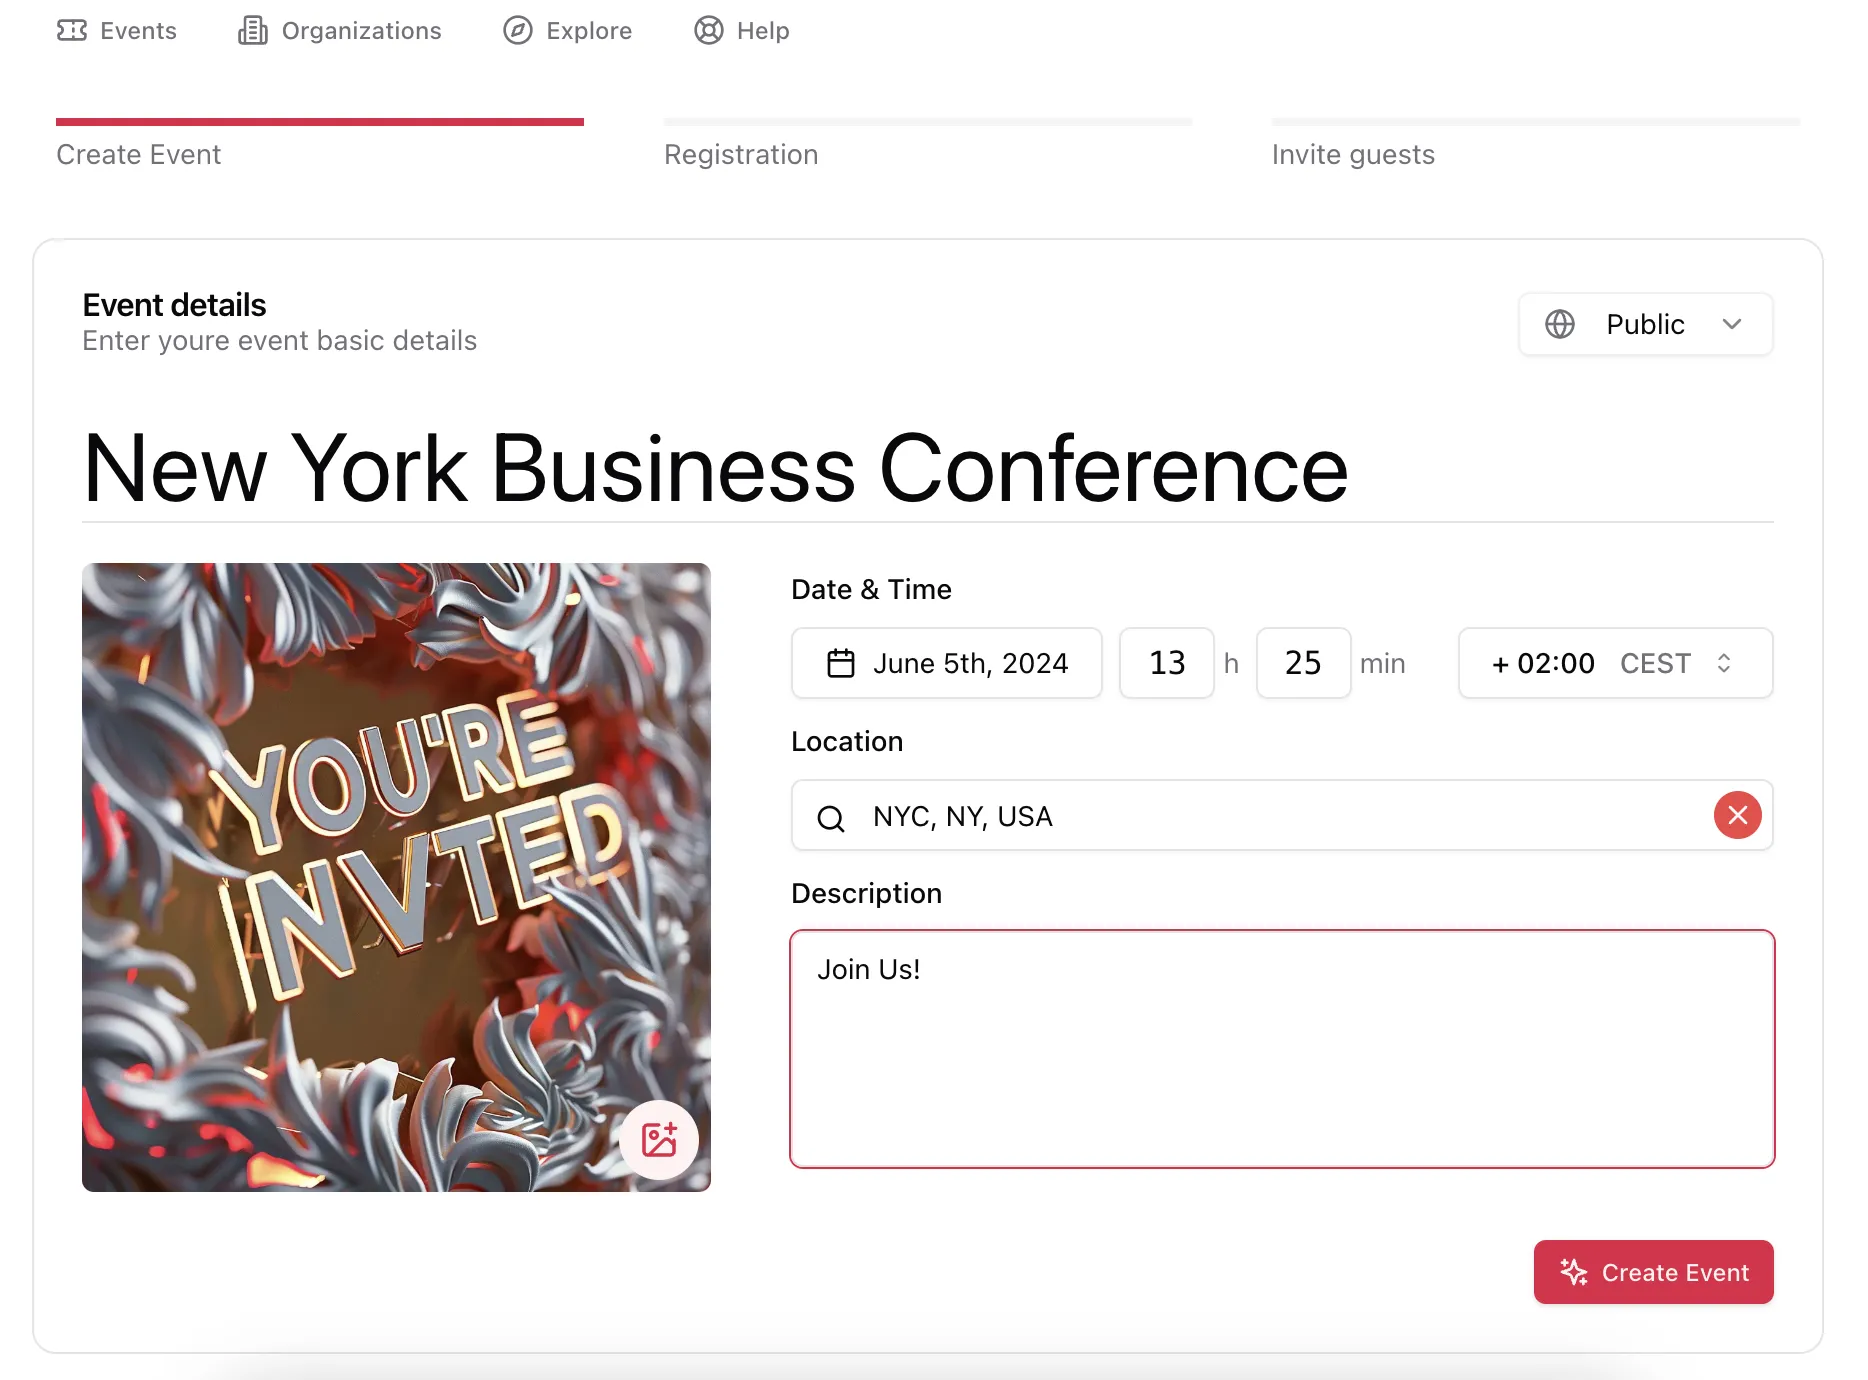 Events Organizations Explore Help
Create Event Registration Invite guests
Event details
Enter youre event basic details
Public
New York Business Conference
YOU'RE
INVTED
Date & Time
June 5th, 2024 13 h 25 min + 02:00 CEST
Location
NYC, NY, USA
Description
Join Us!
Create Event